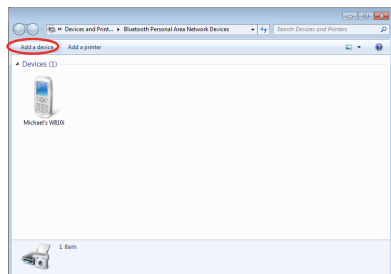 « Devices and Print... ▸ Bluetooth Personal Area Network Devices
Search Devices and Printers
Add a device
Add a printer
Devices (1)
Michael's W810i
1 item